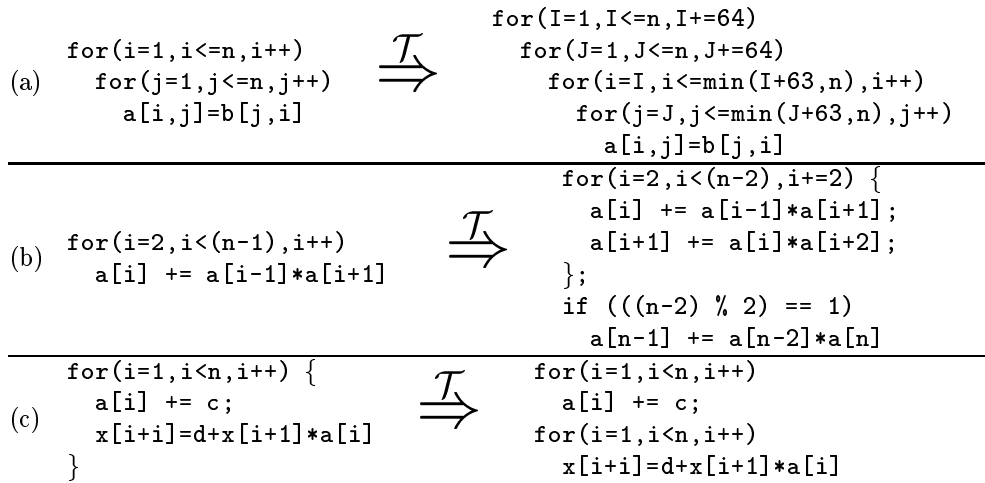 (a)
for(i=1,i<=n,i++)
  for(j=1,j<=n,j++)
    a[i,j]=b[j,i]
𝒯
⟹
for(I=1,I<=n,I+=64)
  for(J=1,J<=n,J+=64)
    for(i=I,i<=min(I+63,n),i++)
      for(j=J,j<=min(J+63,n),j++)
        a[i,j]=b[j,i]
(b)
for(i=2,i<(n-1),i++)
  a[i] += a[i-1]*a[i+1]
𝒯
⟹
for(i=2,i<(n-2),i+=2) {
  a[i] += a[i-1]*a[i+1];
  a[i+1] += a[i]*a[i+2];
};
if (((n-2) % 2) == 1)
  a[n-1] += a[n-2]*a[n]
(c)
for(i=1,i<n,i++) {
  a[i] += c;
  x[i+i]=d+x[i+1]*a[i]
}
𝒯
⟹
for(i=1,i<n,i++)
  a[i] += c;
for(i=1,i<n,i++)
  x[i+i]=d+x[i+1]*a[i]